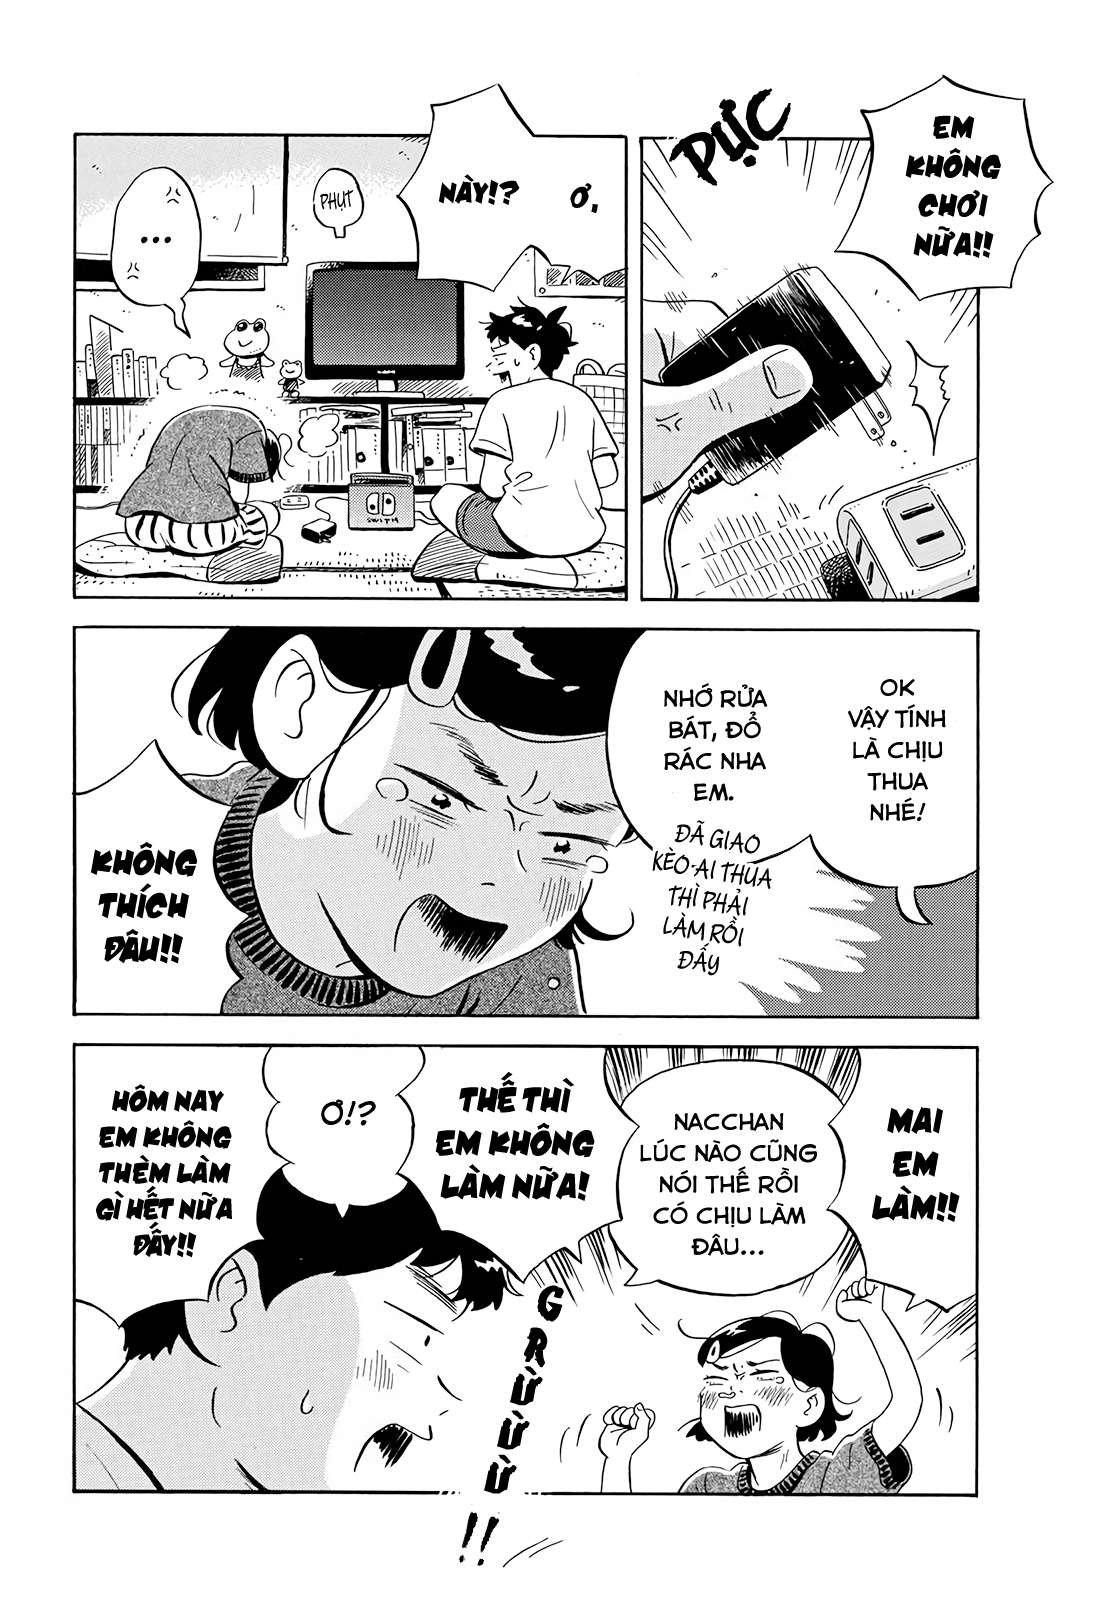 EM
KHÔNG
CHƠI
NỮA!!
PỰC
Ơ,
NÀY!?
PHỤT
...
SWITH
OK
VẬY TÍNH
LÀ CHỊU
THUA
NHÉ!
NHỚ RỬA
BÁT, ĐỔ
RÁC NHA
EM.
ĐÃ GIAO
KÈO AI THUA
THÌ PHẢI
LÀM RỒI
ĐẤY
KHÔNG
THÍCH
ĐÂU!!
MAI
EM
LÀM!!
NACCHAN
LÚC NÀO CŨNG
NÓI THẾ RỒI
CÓ CHỊU LÀM
ĐÂU...
THẾ THÌ
EM KHÔNG
LÀM NỮA!
GRỪỪỪ!!
Ơ!?
HÔM NAY
EM KHÔNG
THÈM LÀM
GÌ HẾT NỮA
ĐẤY!!